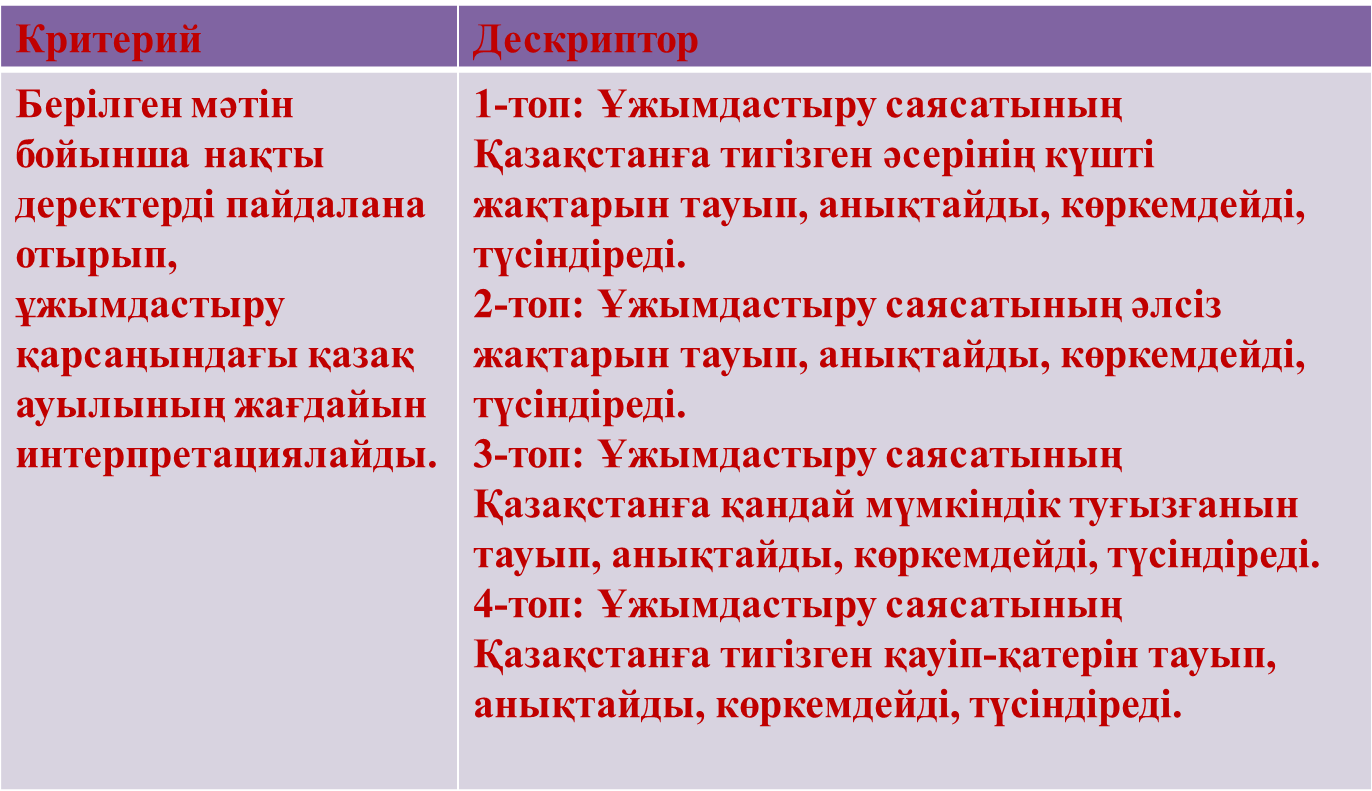 Критерий
Дескриптор
Берілген мәтін
бойынша нақты
деректерді пайдалана
отырып,
ұжымдастыру
қарсаңындағы қазақ
ауылының жағдайын
интерпретациялайды.
1-топ: Ұжымдастыру саясатының
Қазақстанға тигізген әсерінің күшті
жақтарын тауып, анықтайды, көркемдейді,
түсіндіреді.
2-топ: Ұжымдастыру саясатының әлсіз
жақтарын тауып, анықтайды, көркемдейді,
түсіндіреді.
3-топ: Ұжымдастыру саясатының
Қазақстанға қандай мүмкіндік туғызғанын
тауып, анықтайды, көркемдейді, түсіндіреді.
4-топ: Ұжымдастыру саясатының
Қазақстанға тигізген қауіп-қатерін тауып,
анықтайды, көркемдейді, түсіндіреді.